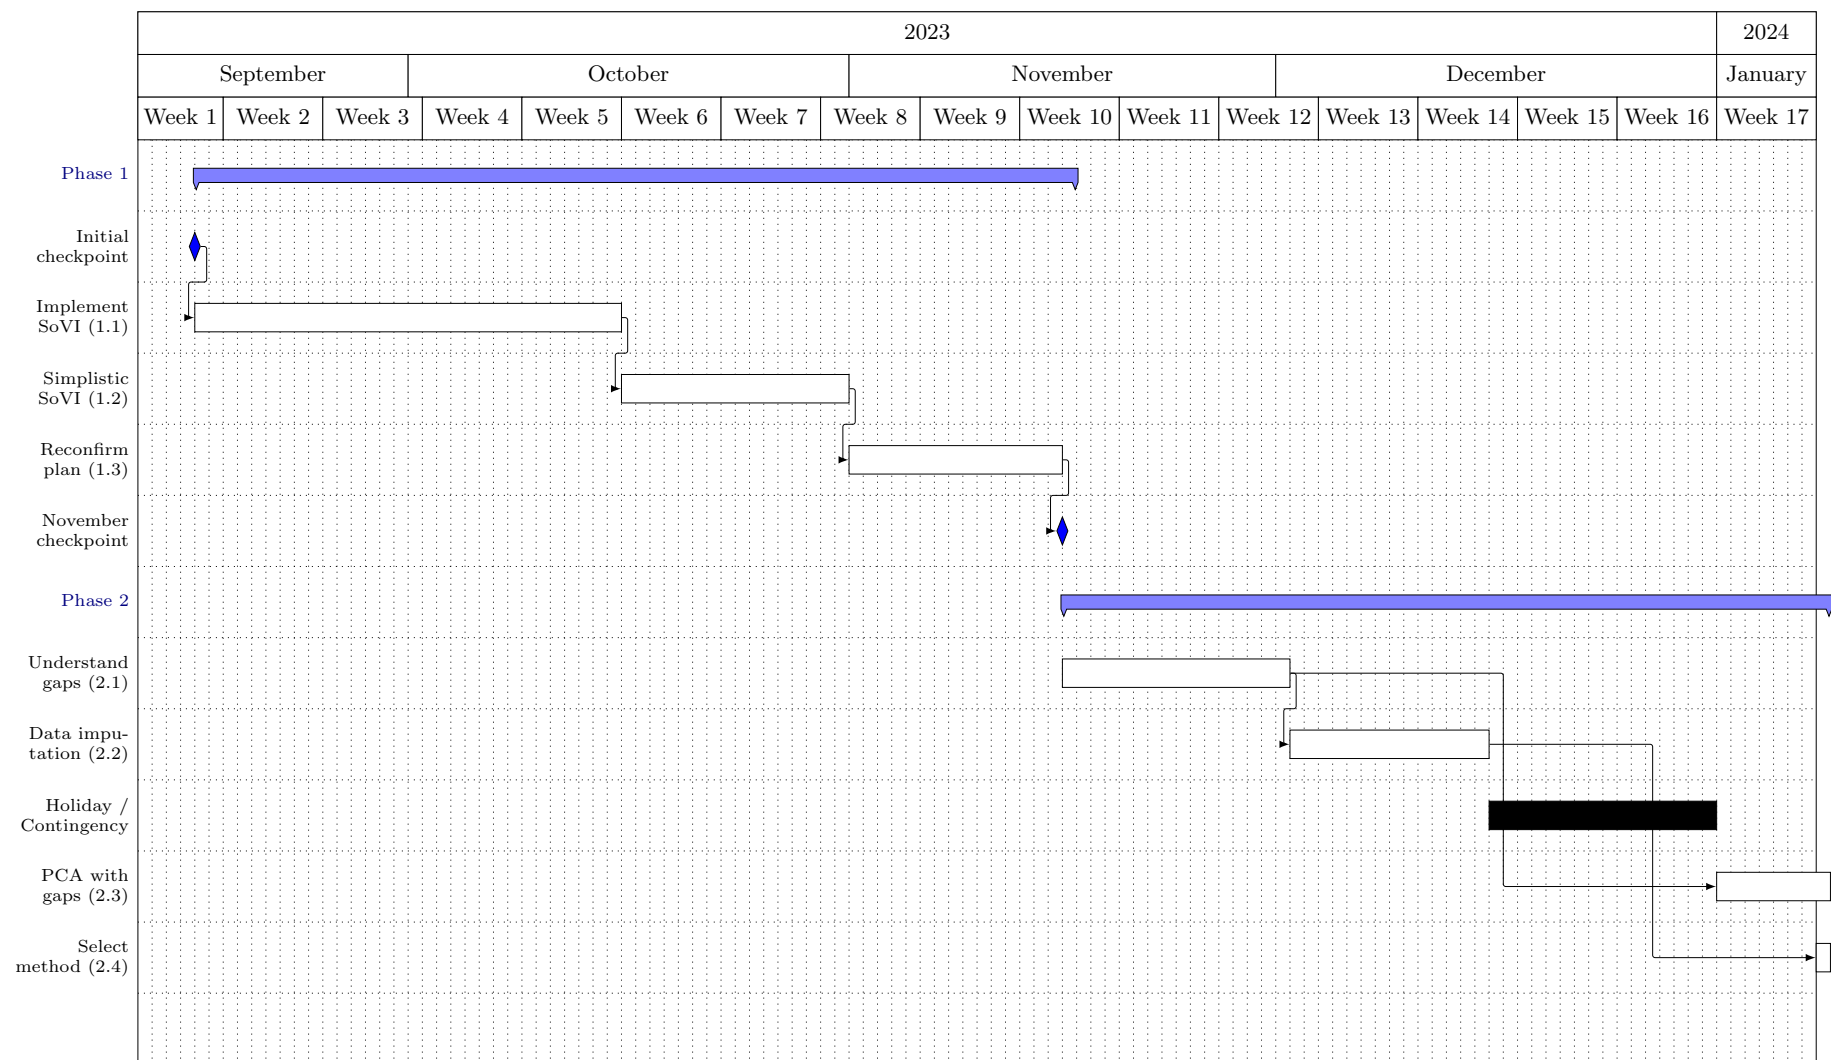 2023 2024
September October November December January
Week 1 Week 2 Week 3 Week 4 Week 5 Week 6 Week 7 Week 8 Week 9 Week 10 Week 11 Week 12 Week 13 Week 14 Week 15 Week 16 Week 17
Phase 1
Initial
checkpoint
Implement
SoVI (1.1)
Simplistic
SoVI (1.2)
Reconfirm
plan (1.3)
November
checkpoint
Phase 2
Understand
gaps (2.1)
Data impu-
tation (2.2)
Holiday /
Contingency
PCA with
gaps (2.3)
Select
method (2.4)